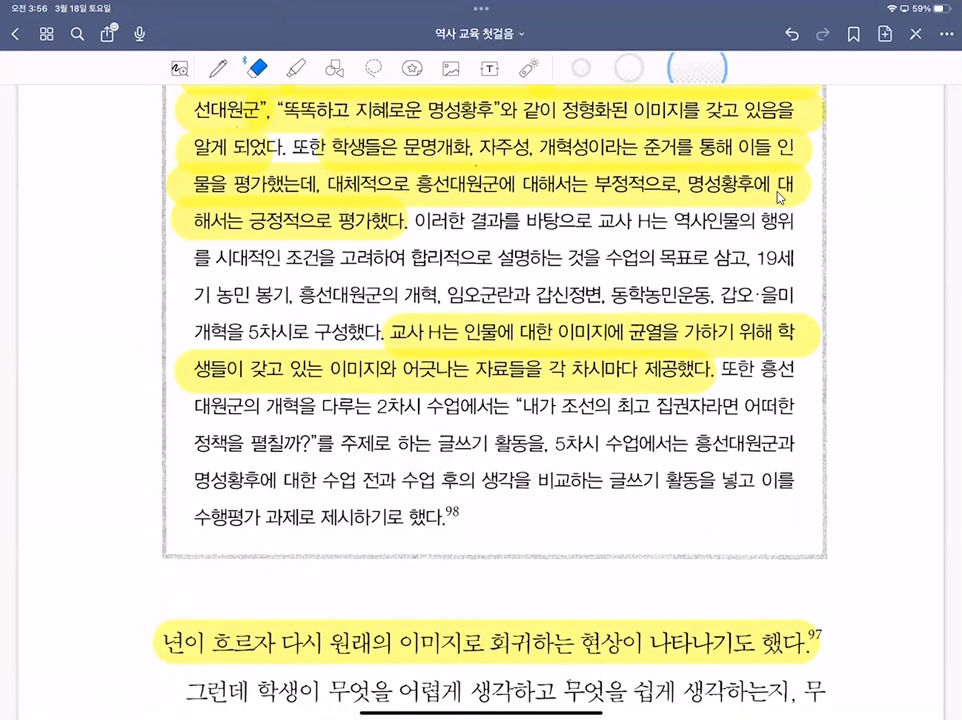 오전 3:56 3월 18일 토요일
59%
역사 교육 첫걸음
선대원군”, “똑똑하고 지혜로운 명성황후”와 같이 정형화된 이미지를 갖고 있음을
알게 되었다. 또한 학생들은 문명개화, 자주성, 개혁성이라는 준거를 통해 이들 인
물을 평가했는데, 대체적으로 흥선대원군에 대해서는 부정적으로, 명성황후에 대
해서는 긍정적으로 평가했다. 이러한 결과를 바탕으로 교사 H는 역사인물의 행위
를 시대적인 조건을 고려하여 합리적으로 설명하는 것을 수업의 목표로 삼고, 19세
기 농민 봉기, 흥선대원군의 개혁, 임오군란과 갑신정변, 동학농민운동, 갑오·을미
개혁을 5차시로 구성했다. 교사 H는 인물에 대한 이미지에 균열을 가하기 위해 학
생들이 갖고 있는 이미지와 어긋나는 자료들을 각 차시마다 제공했다. 또한 흥선
대원군의 개혁을 다루는 2차시 수업에서는 “내가 조선의 최고 집권자라면 어떠한
정책을 펼칠까?”를 주제로 하는 글쓰기 활동을, 5차시 수업에서는 흥선대원군과
명성황후에 대한 수업 전과 수업 후의 생각을 비교하는 글쓰기 활동을 넣고 이를
수행평가 과제로 제시하기로 했다.98
년이 흐르자 다시 원래의 이미지로 회귀하는 현상이 나타나기도 했다.97
그런데 학생이 무엇을 어렵게 생각하고 무엇을 쉽게 생각하는지, 무